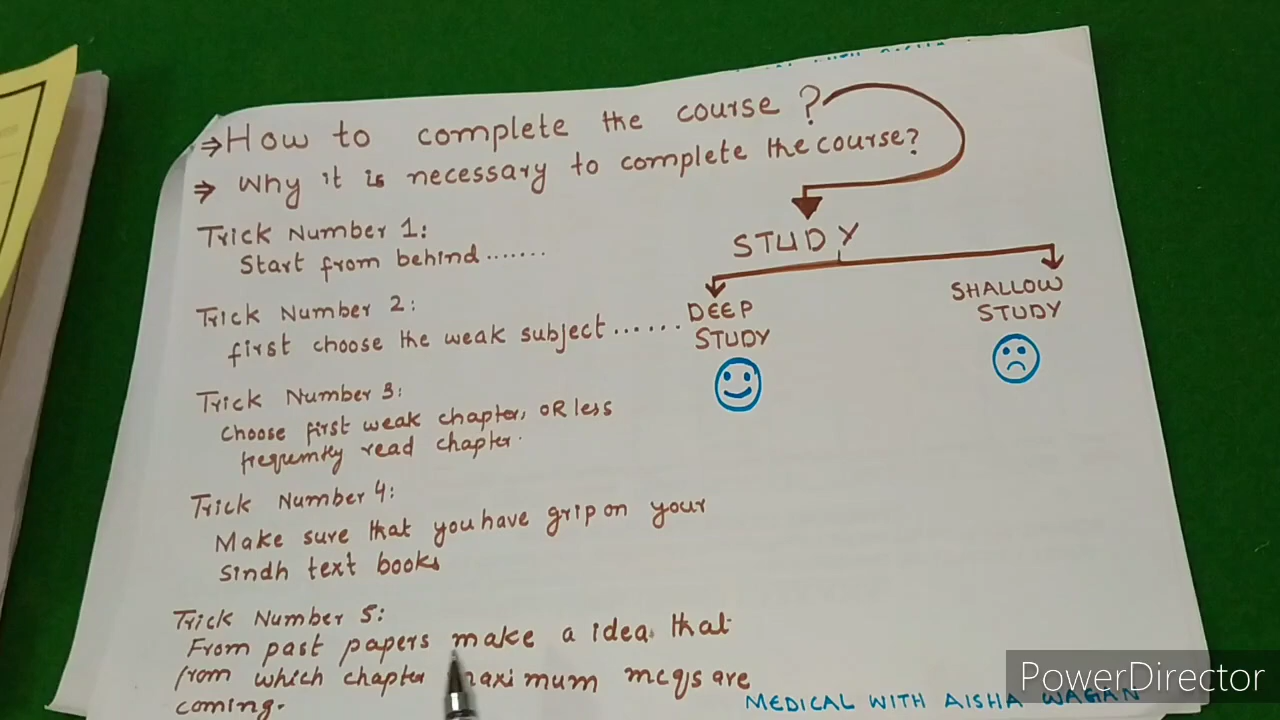 ⇒ How to complete the course ?
⇒ Why it is necessary to complete the course?
Trick Number 1:
Start from behind.......
Trick Number 2:
first choose the weak subject......
Trick Number 3:
Choose first weak chapter, OR less
frequently read chapter.
Trick Number 4:
Make sure that you have grip on your
Sindh text books
Trick Number 5:
From past papers make a idea that
from which chapter maximum mcqs are
coming.
STUDY
DEEP
STUDY
SHALLOW
STUDY
MEDICAL WITH AISHA WAGAN
PowerDirector